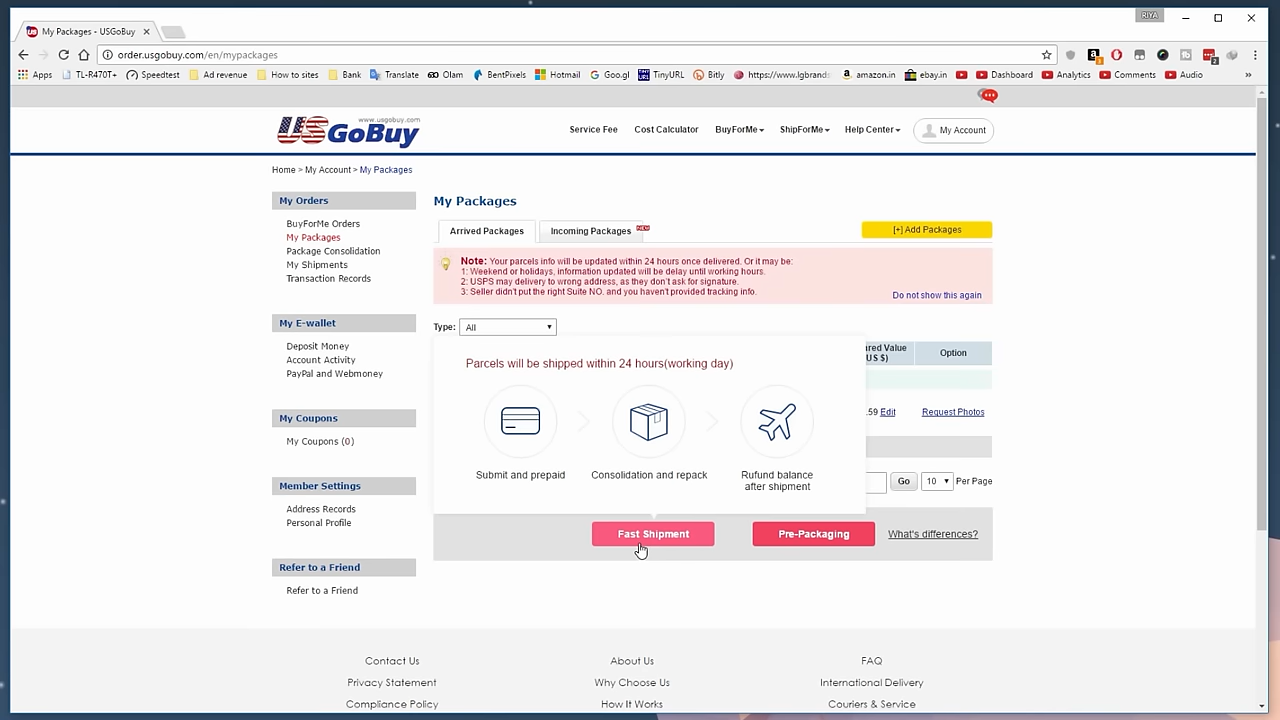 RIYA
My Packages - USGoBuy
order.usgobuy.com/en/mypackages
Apps TL-R470T+ Speedtest Ad revenue How to sites Bank Translate Olam BentPixels Hotmail Goo.gl TinyURL Bitly https://www.lgbrands amazon.in ebay.in Dashboard Analytics Comments Audio
www.usgobuy.com
USGoBuy
Service Fee Cost Calculator BuyForMe ShipForMe Help Center My Account
Home > My Account > My Packages
My Orders
BuyForMe Orders
My Packages
Package Consolidation
My Shipments
Transaction Records
My E-wallet
Deposit Money
Account Activity
PayPal and Webmoney
My Coupons
My Coupons (0)
Member Settings
Address Records
Personal Profile
Refer to a Friend
Refer to a Friend
My Packages
Arrived Packages Incoming Packages NEW
[+] Add Packages
Note: Your parcels info will be updated within 24 hours once delivered. Or it may be:
1: Weekend or holidays, information updated will be delay until working hours.
2: USPS may delivery to wrong address, as they don't ask for signature.
3: Seller didn't put the right Suite NO. and you haven't provided tracking info.
Do not show this again
Type: All
ared Value
US $) Option
Parcels will be shipped within 24 hours(working day)
.59 Edit Request Photos
Submit and prepaid Consolidation and repack Rufund balance
after shipment
Go 10 Per Page
Fast Shipment Pre-Packaging What's differences?
Contact Us About Us FAQ
Privacy Statement Why Choose Us International Delivery
Compliance Policy How It Works Couriers & Service